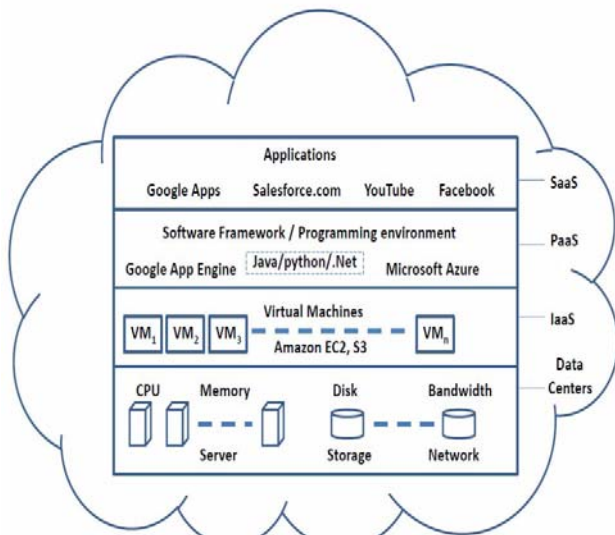 Applications
Google Apps Salesforce.com YouTube Facebook
SaaS
Software Framework / Programming environment
Google App Engine Java/python/.Net Microsoft Azure
PaaS
Virtual Machines
VM1 VM2 VM3 VMn
Amazon EC2, S3
IaaS
CPU Memory Disk Bandwidth
Server Storage Network
Data
Centers